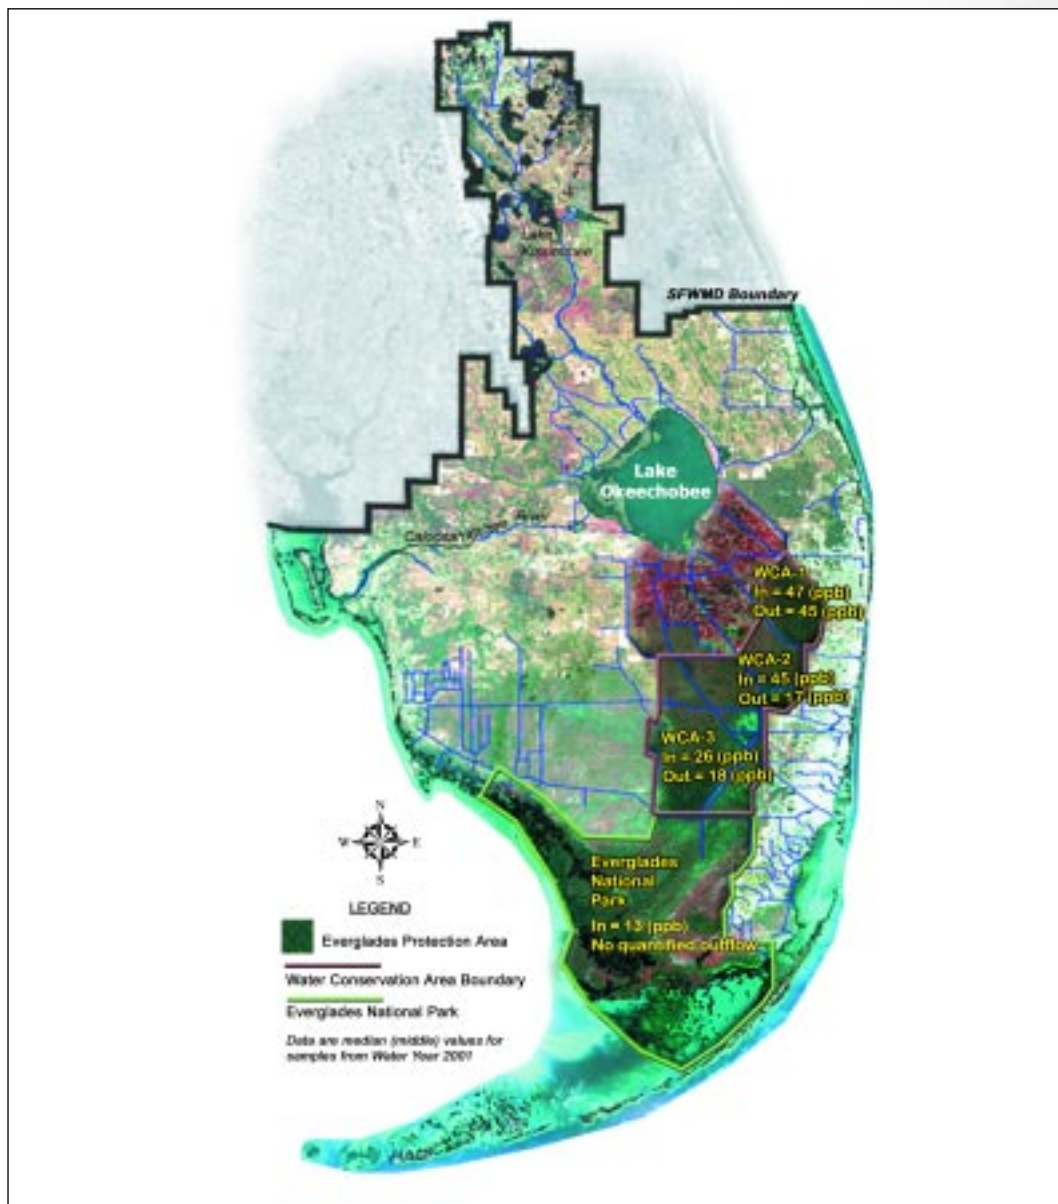 Lake
Kissimmee
SFWMD Boundary
Lake
Okeechobee
Caloosahatchee River
WCA-1
In = 47 (ppb)
Out = 45 (ppb)
WCA-2
In = 45 (ppb)
Out = 17 (ppb)
WCA-3
In = 26 (ppb)
Out = 18 (ppb)
N
W E
S
Everglades
National
Park
In = 13 (ppb)
No quantified outflow
LEGEND
Everglades Protection Area
Water Conservation Area Boundary
Everglades National Park
Data are median (middle) values for
samples from Water Year 2001